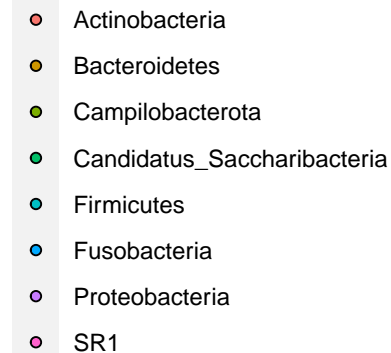 Actinobacteria
Bacteroidetes
Campilobacterota
Candidatus_Saccharibacteria
Firmicutes
Fusobacteria
Proteobacteria
SR1